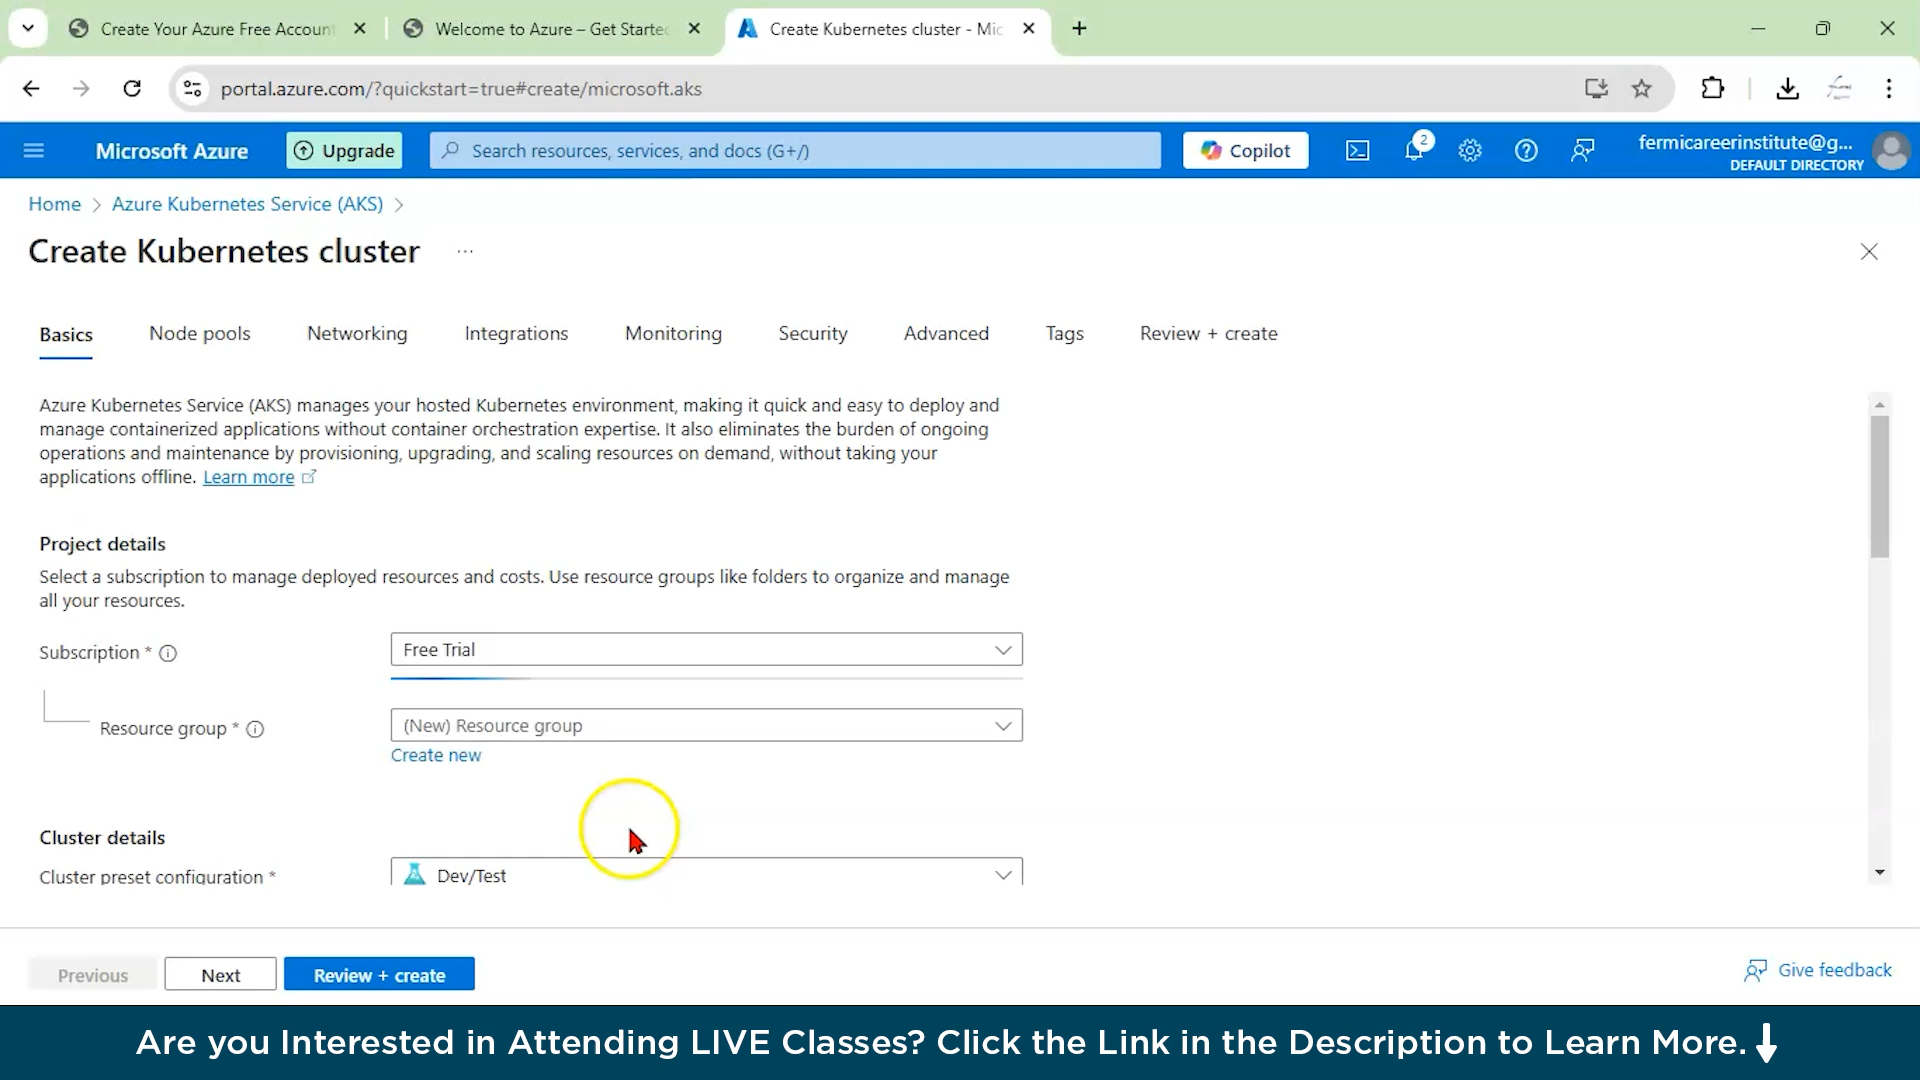 Create Your Azure Free Accoun
Welcome to Azure – Get Starte
Create Kubernetes cluster - Mic
portal.azure.com/?quickstart=true#create/microsoft.aks
Microsoft Azure
Upgrade
Search resources, services, and docs (G+/)
Copilot
2
fermicareerinstitute@g...
DEFAULT DIRECTORY
Home > Azure Kubernetes Service (AKS) >
Create Kubernetes cluster ...
Basics
Node pools
Networking
Integrations
Monitoring
Security
Advanced
Tags
Review + create
Azure Kubernetes Service (AKS) manages your hosted Kubernetes environment, making it quick and easy to deploy and
manage containerized applications without container orchestration expertise. It also eliminates the burden of ongoing
operations and maintenance by provisioning, upgrading, and scaling resources on demand, without taking your
applications offline. Learn more
Project details
Select a subscription to manage deployed resources and costs. Use resource groups like folders to organize and manage
all your resources.
Subscription *
Free Trial
Resource group *
(New) Resource group
Create new
Cluster details
Cluster preset configuration *
Dev/Test
Previous
Next
Review + create
Give feedback
Are you Interested in Attending LIVE Classes? Click the Link in the Description to Learn More.